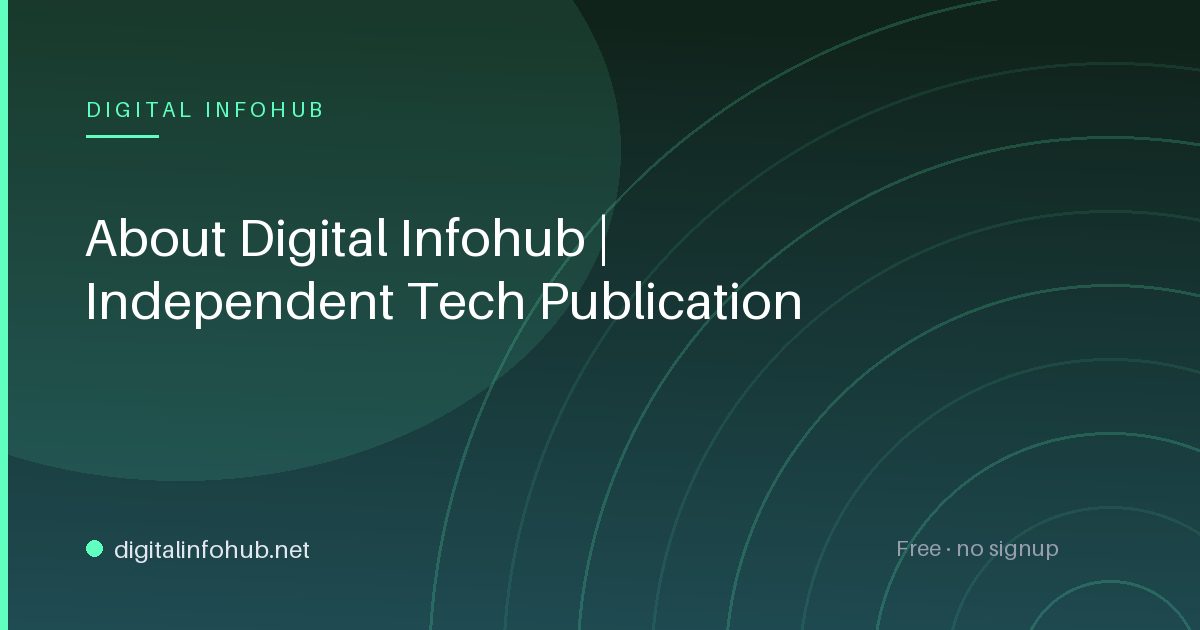 DIGITAL INFOHUB
About Digital Infohub |
Independent Tech Publication
digitalinfohub.net
Free · no signup